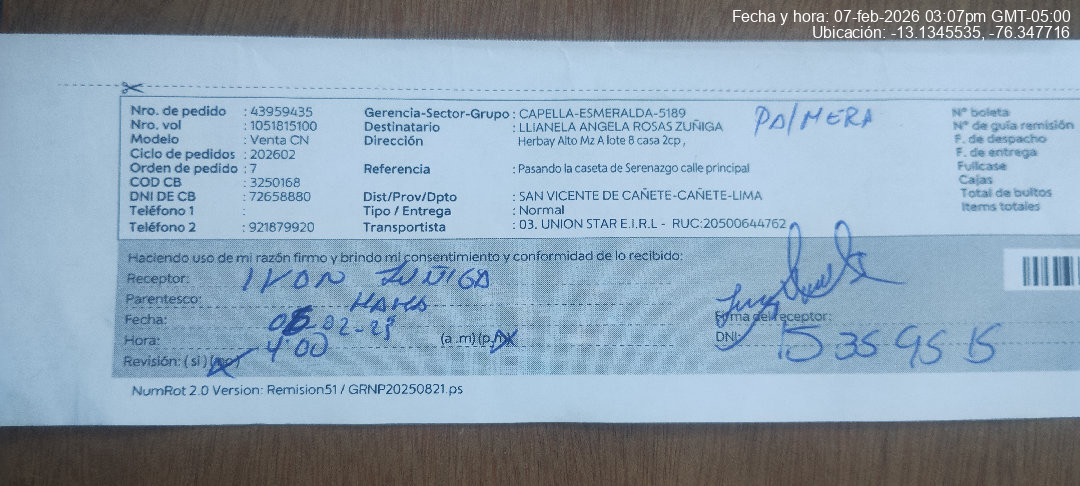 Fecha y hora: 07-feb-2026 03:07pm GMT-05:00
Ubicación: -13.1345535, -76.347716
Nro. de pedido : 43959435
Nro. vol : 1051815100
Modelo : Venta CN
Ciclo de pedidos : 202602
Orden de pedido : 7
COD CB : 3250168
DNI DE CB : 72658880
Teléfono 1 :
Teléfono 2 : 921879920
Gerencia-Sector-Grupo : CAPELLA-ESMERALDA-5189
Destinatario : LLIANELA ANGELA ROSAS ZUÑIGA
Dirección Herbay Alto Mz A lote 8 casa 2cp ,
Referencia : Pasando la caseta de Serenazgo calle principal
Dist/Prov/Dpto : SAN VICENTE DE CAÑETE-CAÑETE-LIMA
Tipo / Entrega : Normal
Transportista : 03. UNION STAR E.I.R.L - RUC:20500644762
PALMERA
Nº boleta
Nº de guía remisión
F. de despacho
F. de entrega
Fullcase
Cajas
Total de bultos
Items totales
Haciendo uso de mi razón firmo y brindo mi consentimiento y conformidad de lo recibido:
Receptor: IVON ZUÑIGA
Parentesco: MAMA
Fecha: 02
Hora: 4:00 (a .m) (p.
Revisión: ( si )
Firma del receptor:
DNI: 15359515
NumRot 2.0 Version: Remision51 / GRNP20250821.ps